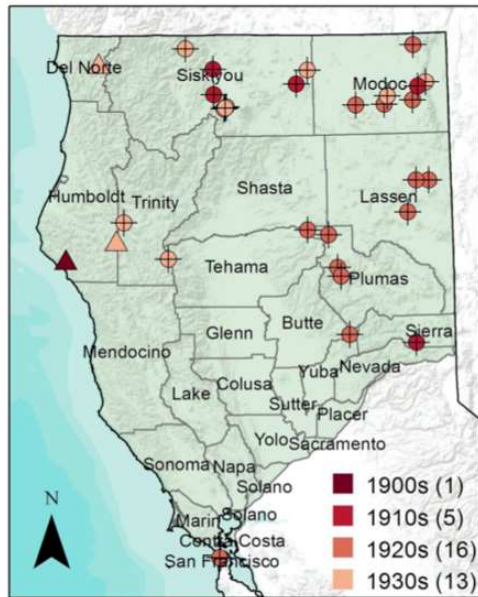 Del Norte
Siskiyou
Modoc
Humboldt
Trinity
Shasta
Lassen
Tehama
Plumas
Mendocino
Glenn
Butte
Sierra
Lake
Colusa
Yuba
Nevada
Sutter
Placer
Yolo
Sacramento
Sonoma
Napa
Solano
Marin
Solano
Contra Costa
San Francisco
N
1900s (1)
1910s (5)
1920s (16)
1930s (13)